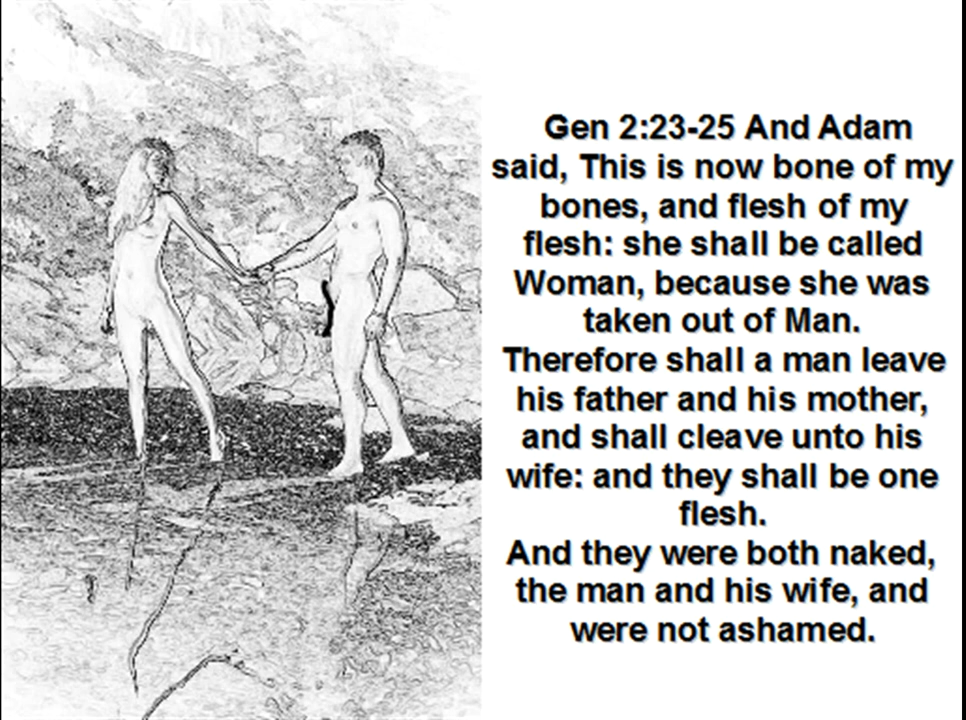 Gen 2:23-25 And Adam
said, This is now bone of my
bones, and flesh of my
flesh: she shall be called
Woman, because she was
taken out of Man.
Therefore shall a man leave
his father and his mother,
and shall cleave unto his
wife: and they shall be one
flesh.
And they were both naked,
the man and his wife, and
were not ashamed.